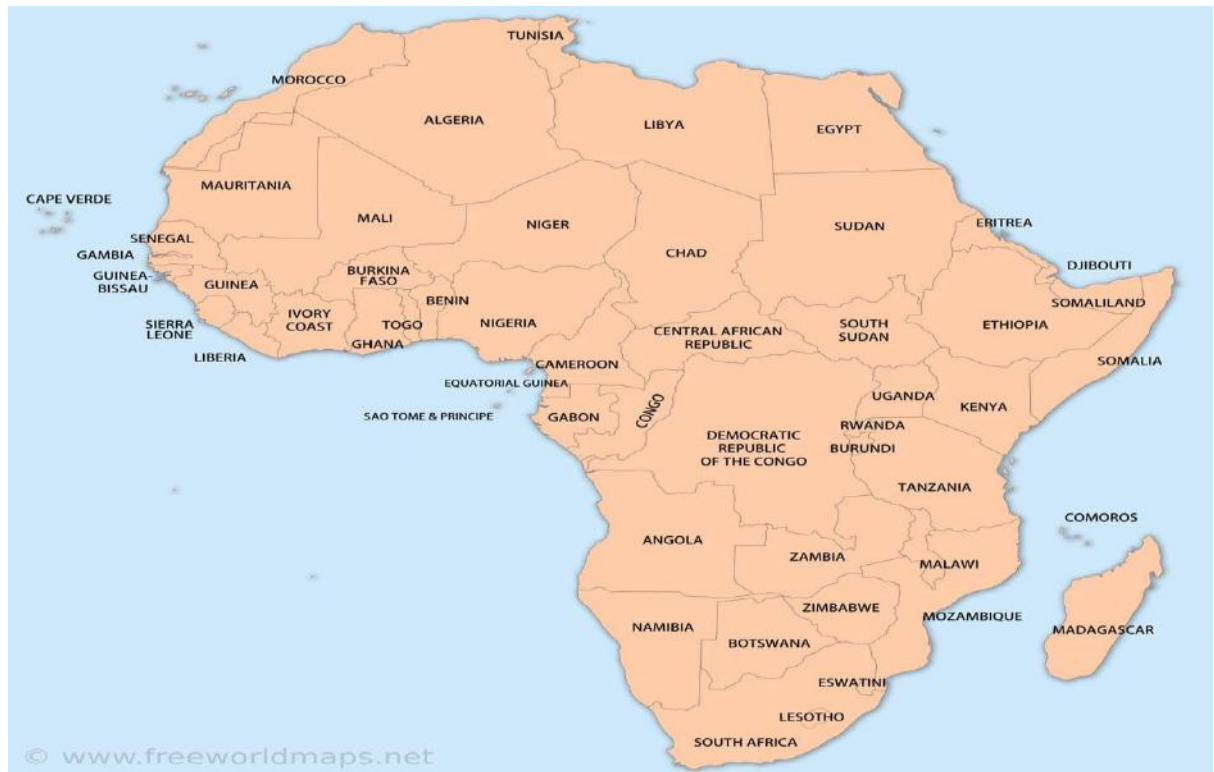 TUNISIA
MOROCCO
ALGERIA
LIBYA
EGYPT
MAURITANIA
CAPE VERDE
MALI
NIGER
CHAD
SUDAN
ERITREA
SENEGAL
GAMBIA
GUINEA-
BISSAU
GUINEA
BURKINA
FASO
BENIN
DJIBOUTI
SOMALILAND
SIERRA
LEONE
IVORY
COAST
TOGO
NIGERIA
CENTRAL AFRICAN
REPUBLIC
SOUTH
SUDAN
ETHIOPIA
GHANA
LIBERIA
CAMEROON
SOMALIA
EQUATORIAL GUINEA
SAO TOME & PRINCIPE
GABON
CONGO
UGANDA
KENYA
RWANDA
DEMOCRATIC
REPUBLIC
OF THE CONGO
BURUNDI
TANZANIA
COMOROS
ANGOLA
ZAMBIA
MALAWI
ZIMBABWE
MOZAMBIQUE
NAMIBIA
BOTSWANA
MADAGASCAR
ESWATINI
LESOTHO
SOUTH AFRICA
© www.freeworldmaps.net